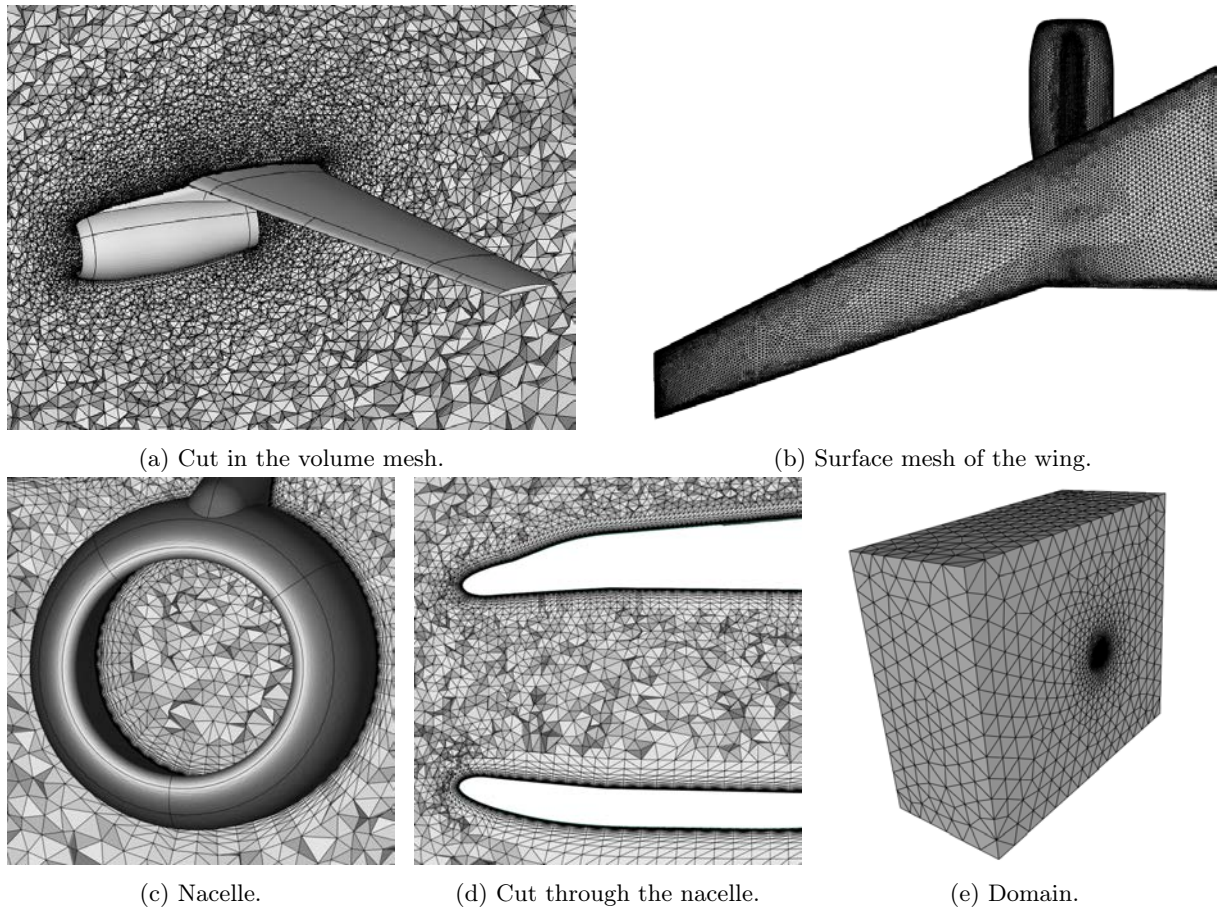 (a) Cut in the volume mesh.
(b) Surface mesh of the wing.
(c) Nacelle.
(d) Cut through the nacelle.
(e) Domain.